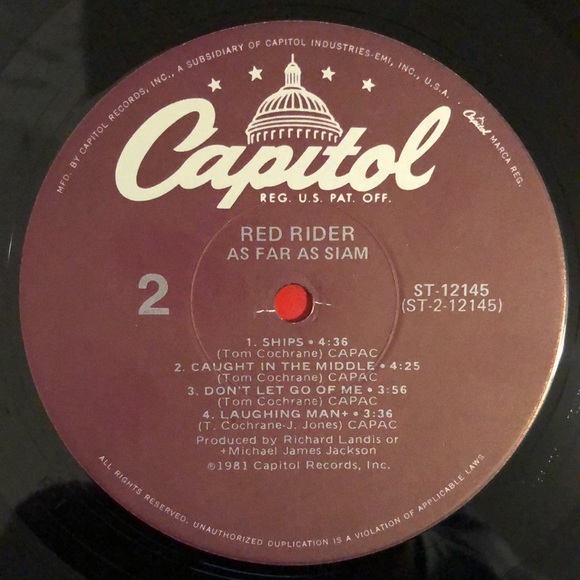 MFD. BY CAPITOL RECORDS, INC., A SUBSIDIARY OF CAPITOL INDUSTRIES-EMI, INC., U.S.A.
Capitol MARCA REG.
Capitol
REG. U.S. PAT. OFF.
RED RIDER
AS FAR AS SIAM
2
ST-12145
(ST-2-12145)
1. SHIPS • 4:36
(Tom Cochrane) CAPAC
2. CAUGHT IN THE MIDDLE • 4:25
(Tom Cochrane) CAPAC
3. DON'T LET GO OF ME • 3:56
(Tom Cochrane) CAPAC
4. LAUGHING MAN+ • 3:36
(T. Cochrane-J. Jones) CAPAC
Produced by Richard Landis or
+Michael James Jackson
℗1981 Capitol Records, Inc.
ALL RIGHTS RESERVED. UNAUTHORIZED DUPLICATION IS A VIOLATION OF APPLICABLE LAWS